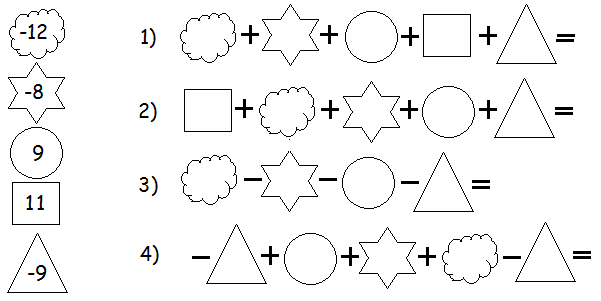 -12
-8
9
11
-9
1) + + + + =
2) + + + + =
3) - - - =
4) - + + + - =